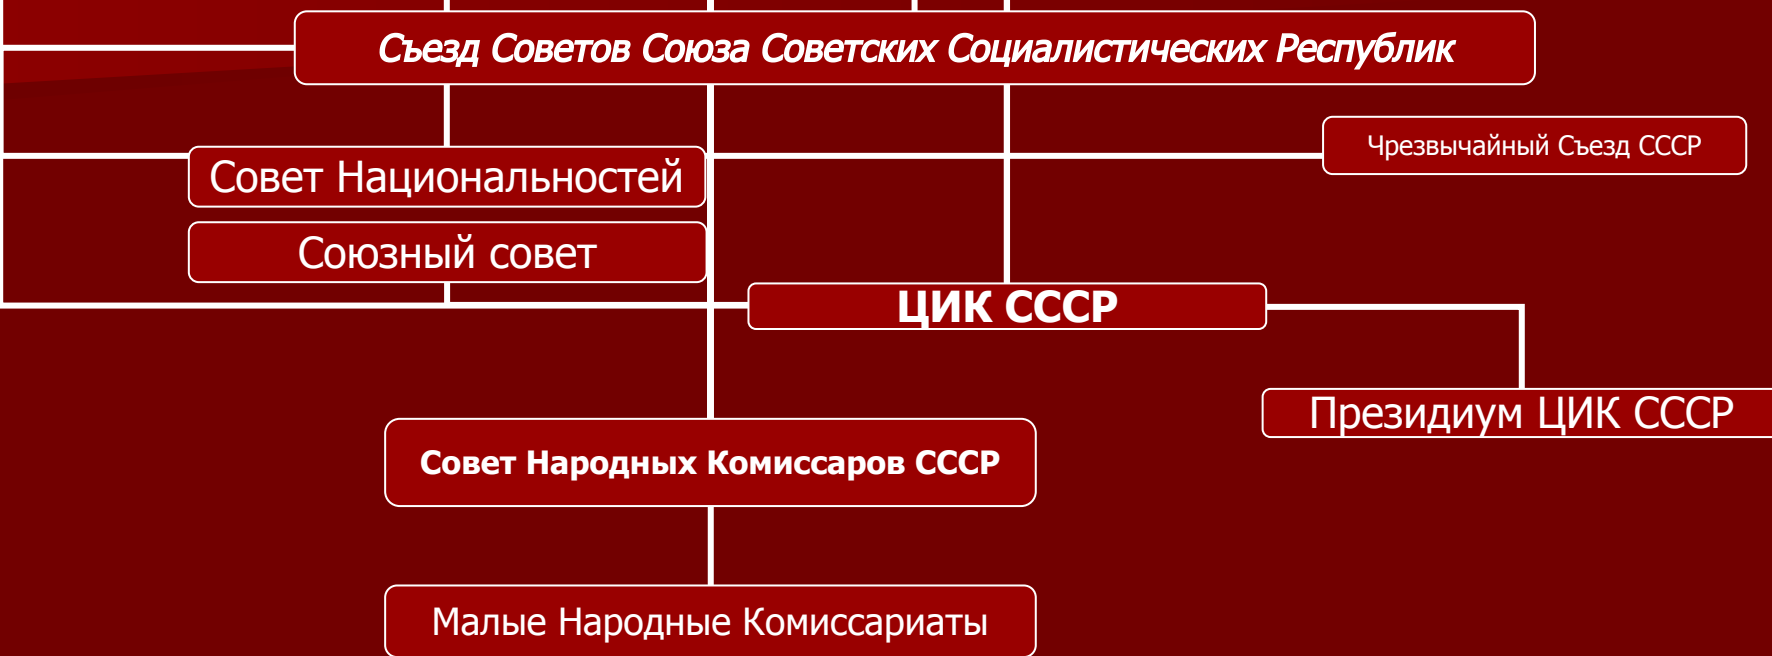 Съезд Советов Союза Советских Социалистических Республик
Чрезвычайный Съезд СССР
Совет Национальностей
Союзный совет
ЦИК СССР
Президиум ЦИК СССР
Совет Народных Комиссаров СССР
Малые Народные Комиссариаты